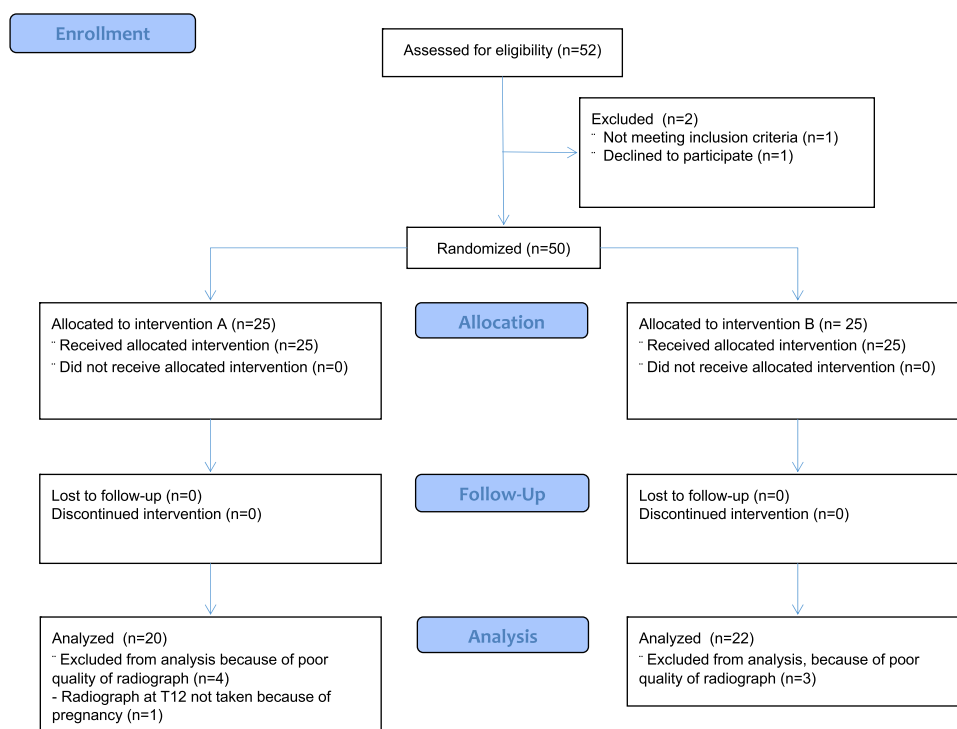 Enrollment
Assessed for eligibility (n=52)
Excluded (n=2)
¨ Not meeting inclusion criteria (n=1)
¨ Declined to participate (n=1)
Randomized (n=50)
Allocation
Allocated to intervention A (n=25)
¨ Received allocated intervention (n=25)
¨ Did not receive allocated intervention (n=0)
Allocated to intervention B (n= 25)
¨ Received allocated intervention (n=25)
¨ Did not receive allocated intervention (n=0)
Follow-Up
Lost to follow-up (n=0)
Discontinued intervention (n=0)
Lost to follow-up (n=0)
Discontinued intervention (n=0)
Analysis
Analyzed (n=20)
¨ Excluded from analysis because of poor
quality of radiograph (n=4)
- Radiograph at T12 not taken because of
pregnancy (n=1)
Analyzed (n=22)
¨ Excluded from analysis, because of poor
quality of radiograph (n=3)